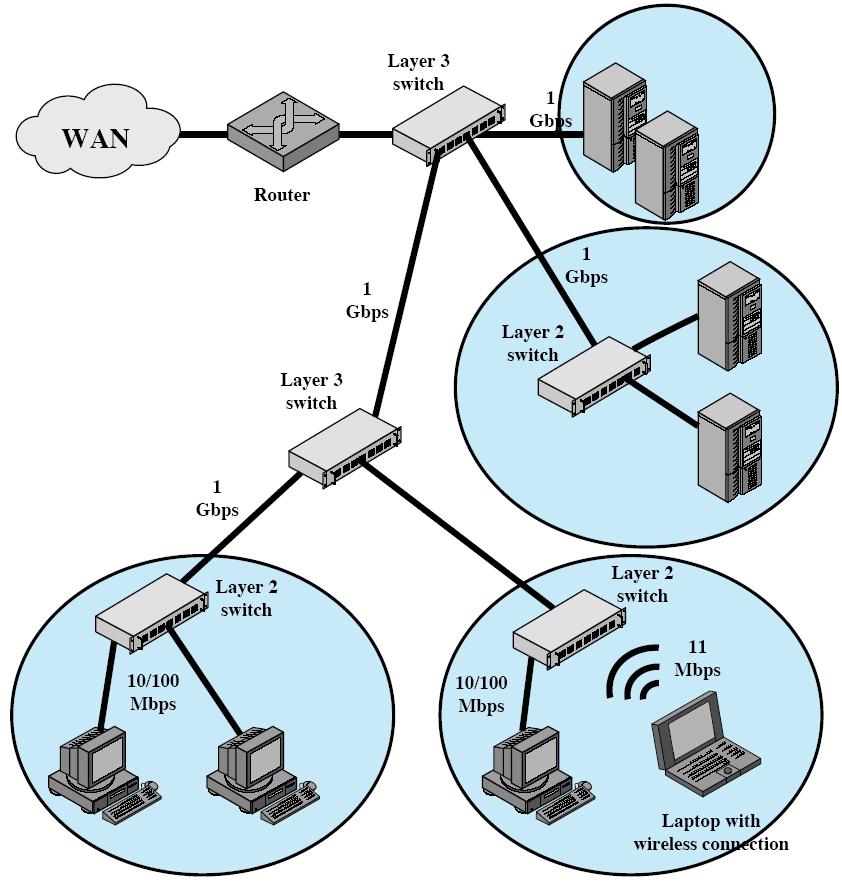 Layer 3
switch
1
Gbps
WAN
Router
1
Gbps
1
Gbps
Layer 2
switch
Layer 3
switch
1
Gbps
Layer 2
switch
Layer 2
switch
11
Mbps
10/100
Mbps
10/100
Mbps
Laptop with
wireless connection